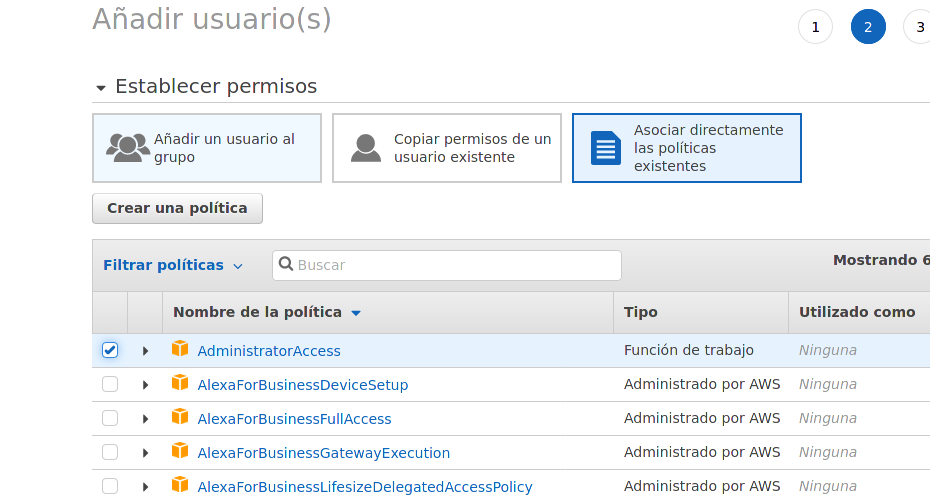 Añadir usuario(s)
1
2
3
Establecer permisos
Añadir un usuario al
grupo
Copiar permisos de un
usuario existente
Asociar directamente
las políticas
existentes
Crear una política
Filtrar políticas
Buscar
Mostrando 6
Nombre de la política
Tipo
Utilizado como
AdministratorAccess
Función de trabajo
Ninguna
AlexaForBusinessDeviceSetup
Administrado por AWS
Ninguna
AlexaForBusinessFullAccess
Administrado por AWS
Ninguna
AlexaForBusinessGatewayExecution
Administrado por AWS
Ninguna
AlexaForBusinessLifesizeDelegatedAccessPolicy
Administrado por AWS
Ninguna